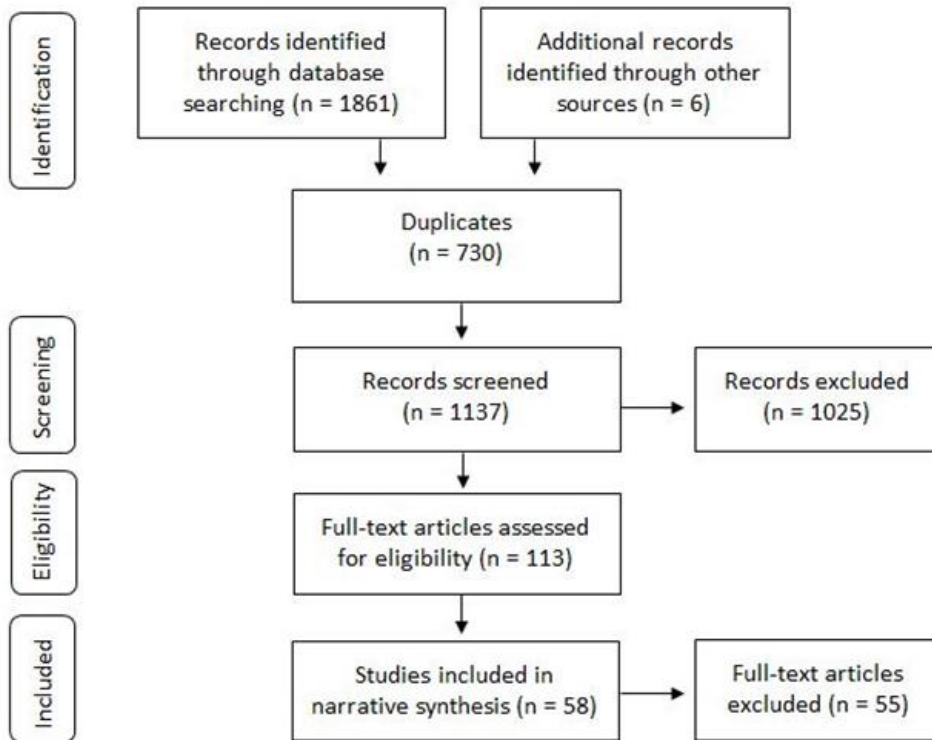 Identification
Records identified
through database
searching (n = 1861)
Additional records
identified through other
sources (n = 6)
Duplicates
(n = 730)
Screening
Records screened
(n = 1137)
Records excluded
(n = 1025)
Eligibility
Full-text articles assessed
for eligibility (n = 113)
Included
Studies included in
narrative synthesis (n = 58)
Full-text articles
excluded (n = 55)